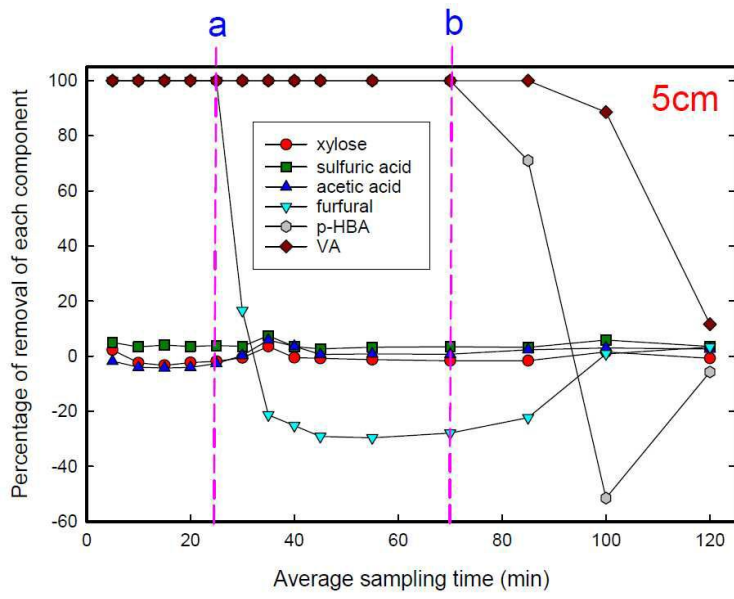 a
b
5cm
xylose
sulfuric acid
acetic acid
furfural
p-HBA
VA
100
80
60
40
20
0
-20
-40
-60
Percentage of removal of each component
0
20
40
60
80
100
120
Average sampling time (min)